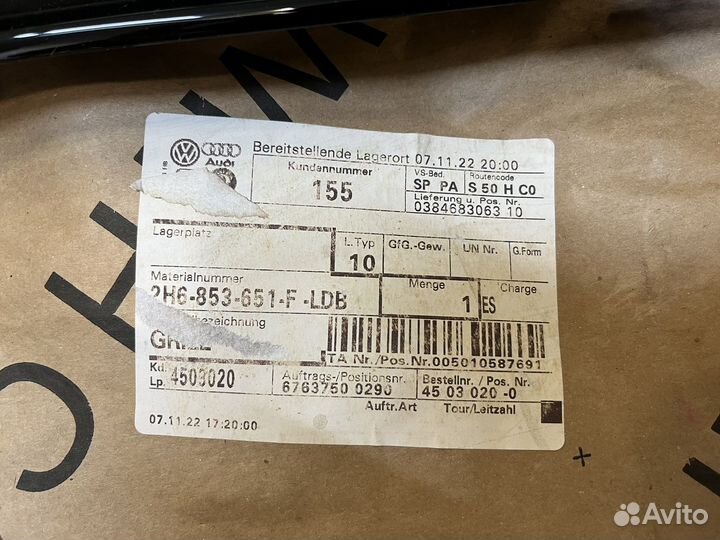 Audi
Bereitstellende Lagerort 07.11.22 20:00
Kundennummer
155
VS-Bed.
SP PA
Routencode
S 50 H C0
Lieferung u. Pos. Nr.
0384683063 10
Lagerplatz
L.Typ
10
GfG.-Gew.
UN Nr.
G.Form
Materialnummer
2H6-853-651-F -LDB
Menge
1
ES
Charge
bezeichnung
TA Nr./Pos.Nr.005010587691
Kd.
Lp. 4503020
Auftrags-/Positionsnr.
6763750 0290
Bestellnr. / Pos.Nr.
45 03 020 -0
Auftr.Art
Tour/Leitzahl
07.11.22 17:20:00
Avito